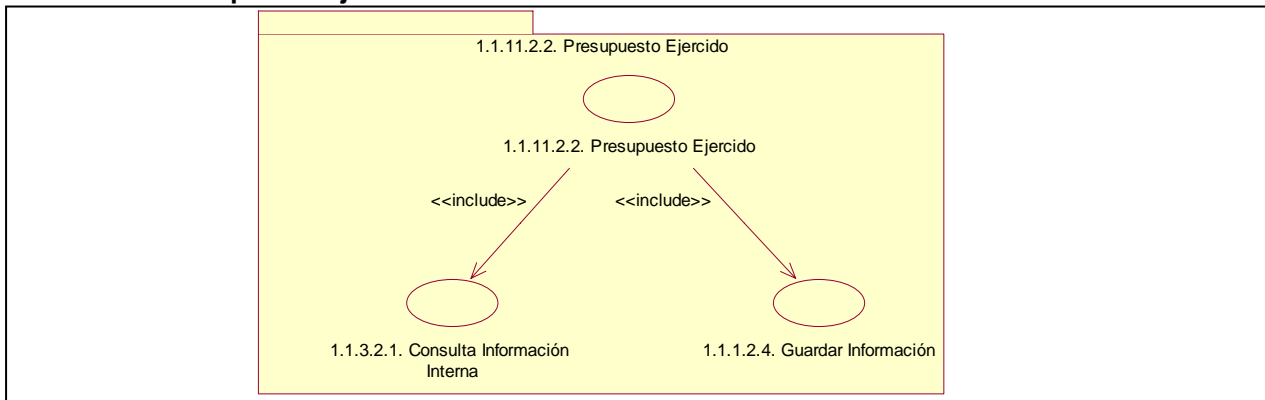 1.1.11.2.2. Presupuesto Ejercido
1.1.11.2.2. Presupuesto Ejercido
<<include>> <<include>>
1.1.3.2.1. Consulta Información
Interna
1.1.1.2.4. Guardar Información